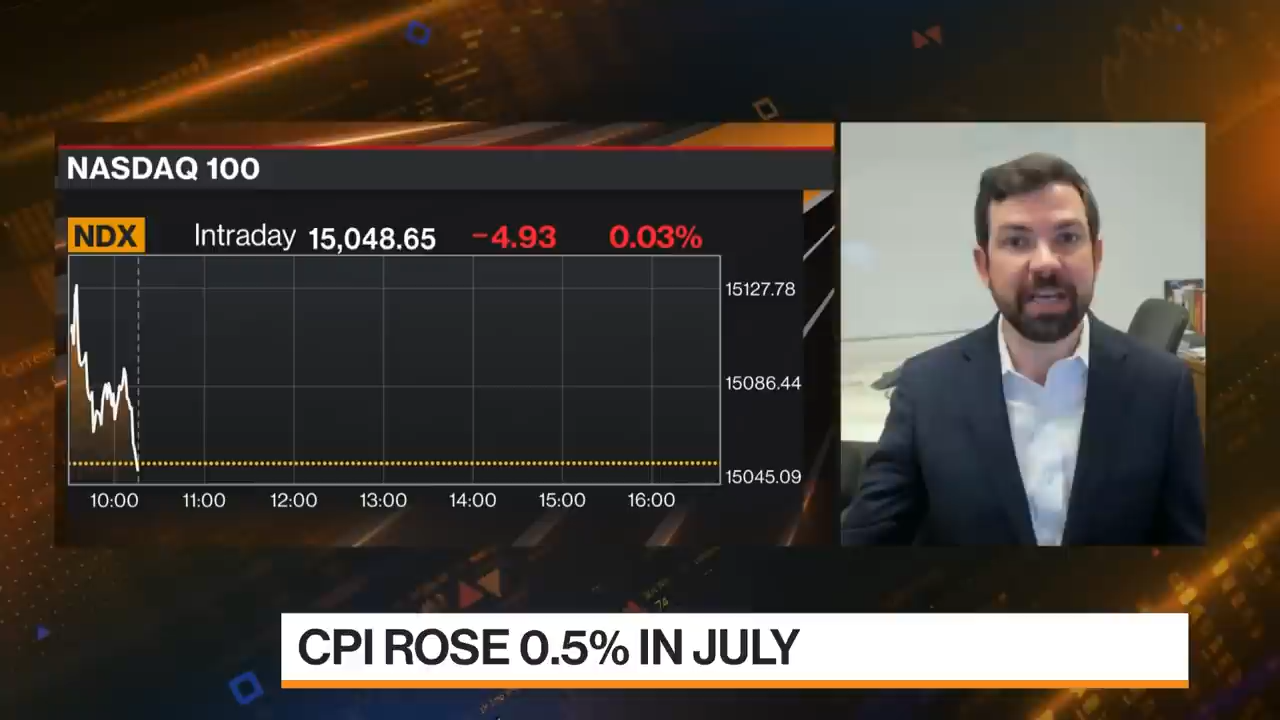 NASDAQ 100
NDX Intraday 15,048.65 −4.93 0.03%
15127.78
15086.44
15045.09
10:00 11:00 12:00 13:00 14:00 15:00 16:00
CPI ROSE 0.5% IN JULY